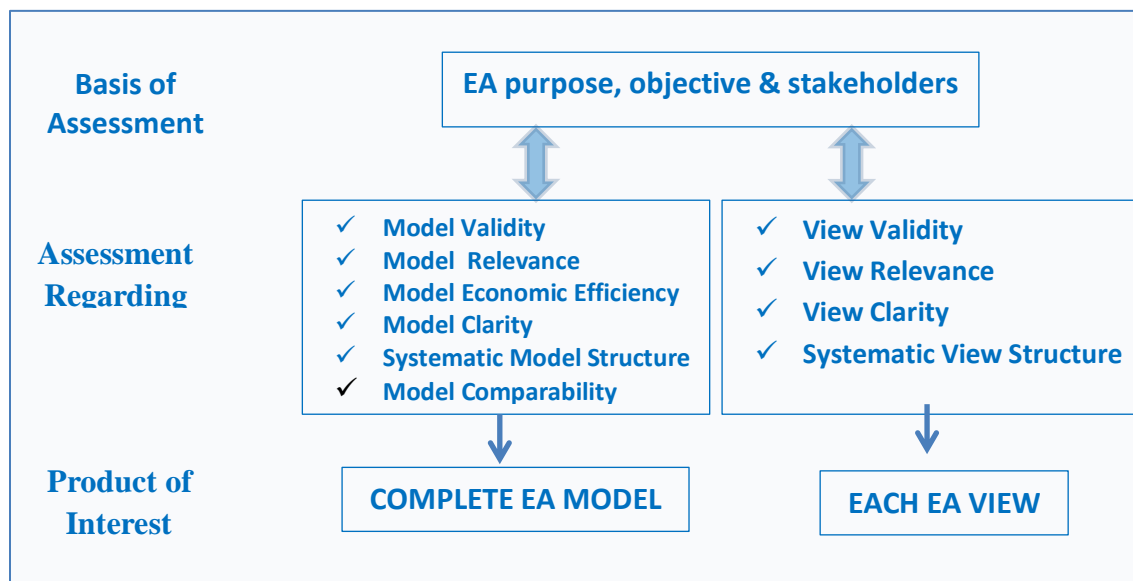 Basis of
Assessment
EA purpose, objective & stakeholders
Assessment
Regarding
✓ Model Validity
✓ Model Relevance
✓ Model Economic Efficiency
✓ Model Clarity
✓ Systematic Model Structure
✓ Model Comparability
✓ View Validity
✓ View Relevance
✓ View Clarity
✓ Systematic View Structure
Product of
Interest
COMPLETE EA MODEL
EACH EA VIEW